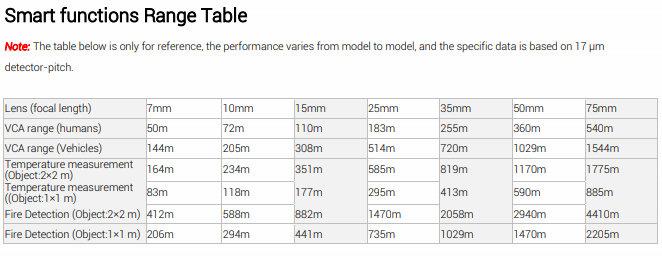 Smart functions Range Table
Note: The table below is only for reference, the performance varies from model to model, and the specific data is based on 17 μm
detector-pitch.
Lens (focal length) 7mm 10mm 15mm 25mm 35mm 50mm 75mm
VCA range (humans) 50m 72m 110m 183m 255m 360m 540m
VCA range (Vehicles) 144m 205m 308m 514m 720m 1029m 1544m
Temperature measurement
(Object:2×2 m) 164m 234m 351m 585m 819m 1170m 1775m
Temperature measurement
((Object:1×1 m) 83m 118m 177m 295m 413m 590m 885m
Fire Detection (Object:2×2 m) 412m 588m 882m 1470m 2058m 2940m 4410m
Fire Detection (Object:1×1 m) 206m 294m 441m 735m 1029m 1470m 2205m